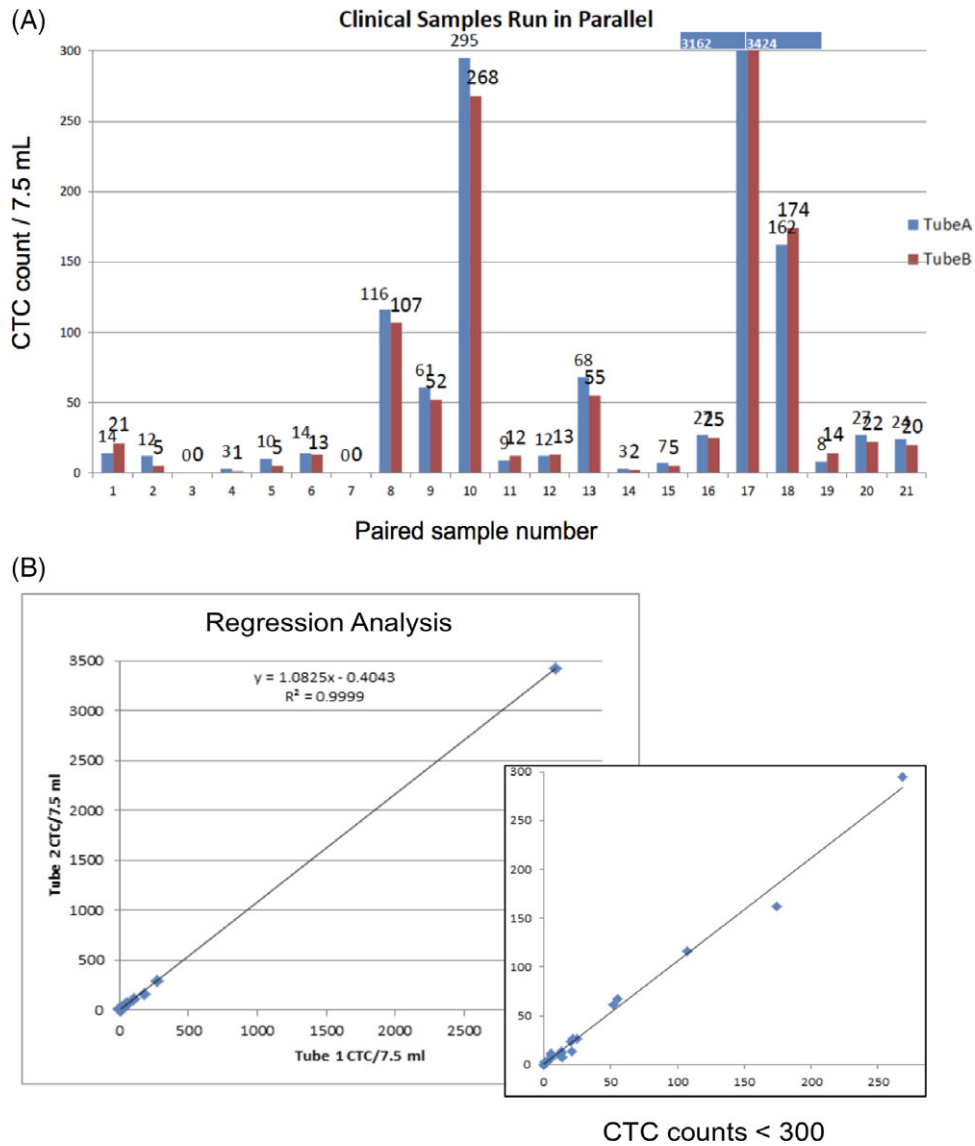 (A)
Clinical Samples Run in Parallel
CTC count / 7.5 mL
300
250
200
150
100
50
0
14 21
12 5
0 0
3 1
10 5
14 13
0 0
116 107
61 52
295 268
9 12
12 13
68 55
3 2
7 5
27 25
3162 3424
162 174
8 14
27 22
24 20
TubeA
TubeB
1 2 3 4 5 6 7 8 9 10 11 12 13 14 15 16 17 18 19 20 21
Paired sample number
(B)
Regression Analysis
y = 1.0825x - 0.4043
R² = 0.9999
Tube 2 CTC/7.5 ml
3500
3000
2500
2000
1500
1000
500
0
0 500 1000 1500 2000 2500
Tube 1 CTC/7.5 ml
300
250
200
150
100
50
0
0 50 100 150 200 250
CTC counts < 300